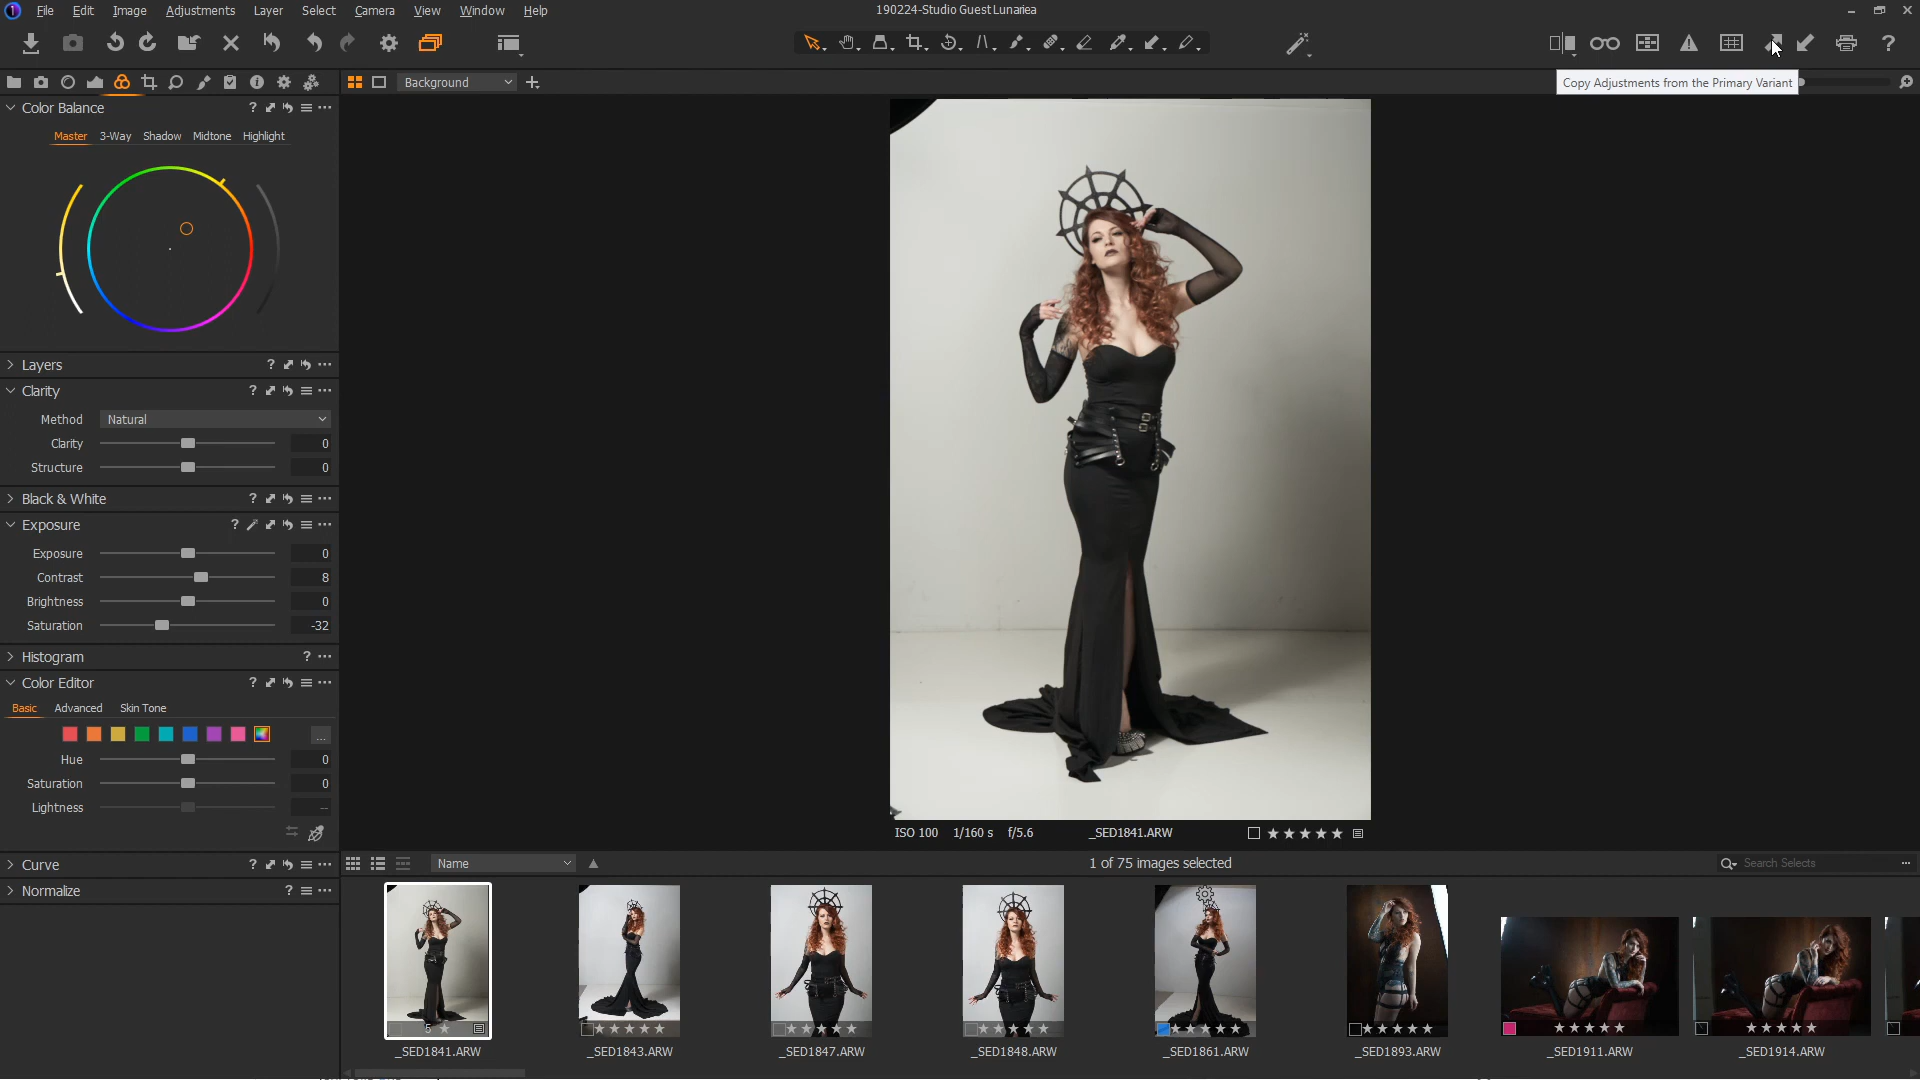 File Edit Image Adjustments Layer Select Camera View Window Help
190224-Studio Guest Lunariea
Background
Copy Adjustments from the Primary Variant
Color Balance
Master 3-Way Shadow Midtone Highlight
Layers
Clarity
Method Natural
Clarity 0
Structure 0
Black & White
Exposure
Exposure 0
Contrast 8
Brightness 0
Saturation -32
Histogram
Color Editor
Basic Advanced Skin Tone
Hue 0
Saturation 0
Lightness --
Curve
Normalize
ISO 100 1/160 s f/5.6 _SED1841.ARW
Name
1 of 75 images selected
Search Selects
5
_SED1841.ARW
_SED1843.ARW
_SED1847.ARW
_SED1848.ARW
_SED1861.ARW
_SED1893.ARW
_SED1911.ARW
_SED1914.ARW